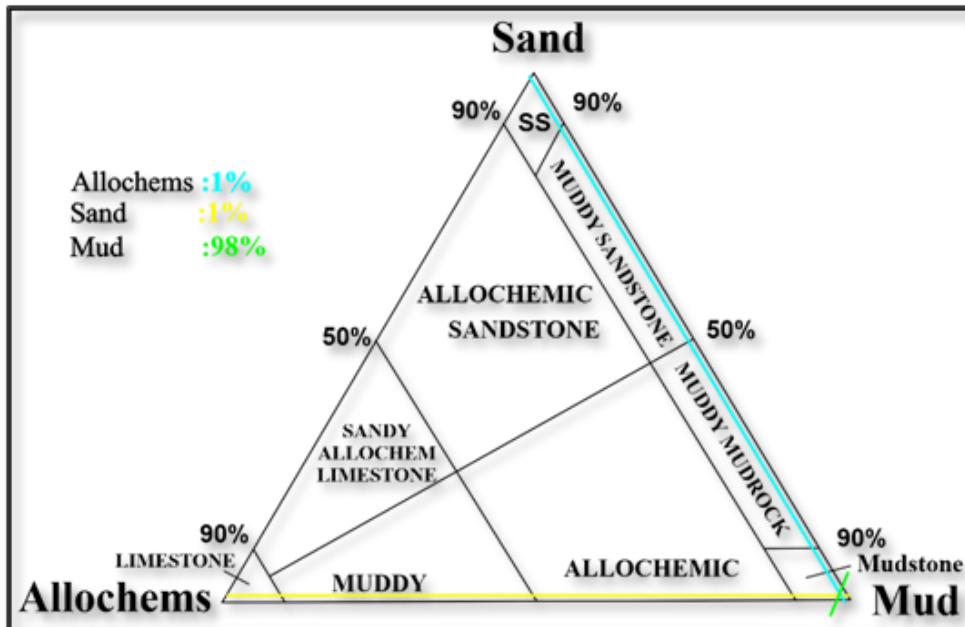 Sand
90%
90%
SS
Allochems :1%
Sand :1%
Mud :98%
MUDDY SANDSTONE
ALLOCHEMIC
SANDSTONE
50%
50%
MUDDY MUDROCK
SANDY
ALLOCHEM
LIMESTONE
90%
90%
LIMESTONE
Mudstone
ALLOCHEMIC
MUDDY
Allochems
Mud